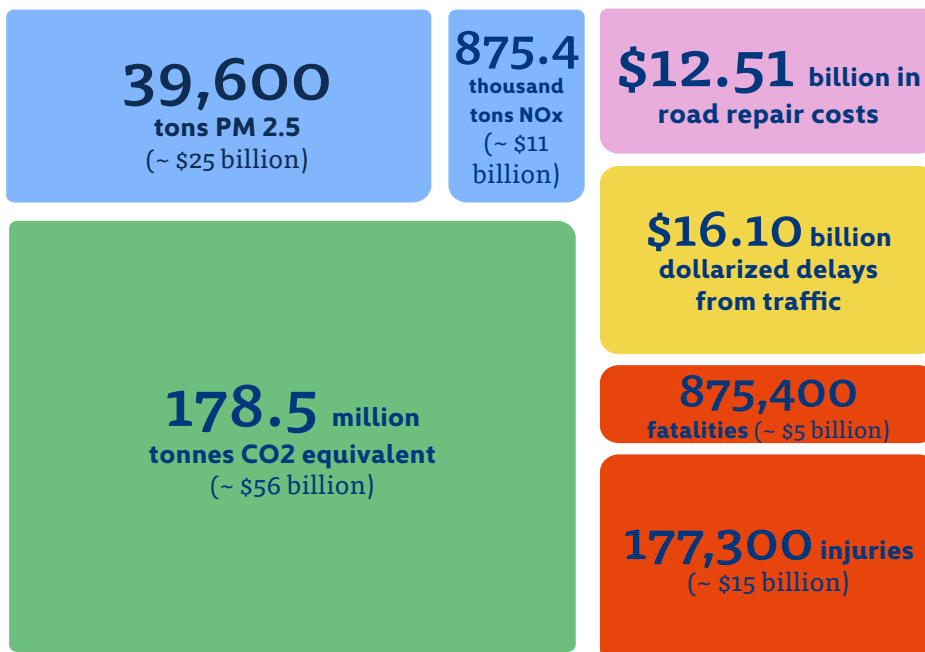 39,600
tons PM 2.5
(~ $25 billion)
875.4
thousand
tons NOx
(~ $11
billion)
$12.51 billion in
road repair costs
$16.10 billion
dollarized delays
from traffic
178.5 million
tonnes CO2 equivalent
(~ $56 billion)
875,400
fatalities (~ $5 billion)
177,300 injuries
(~ $15 billion)